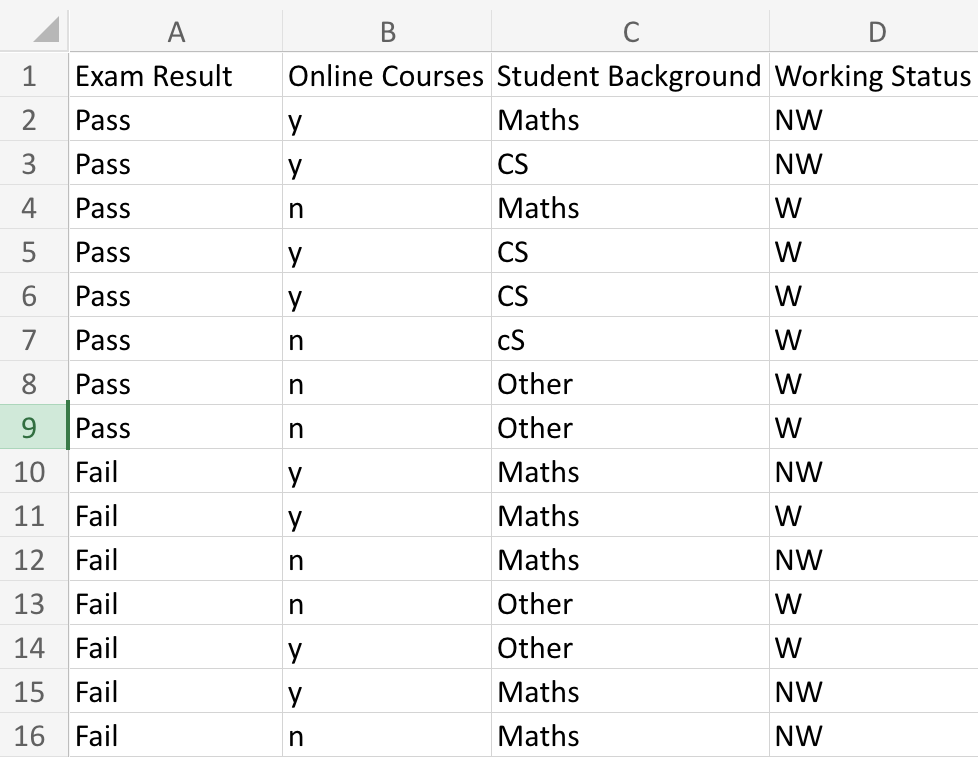 A B C D
1 Exam Result Online Courses Student Background Working Status
2 Pass y Maths NW
3 Pass y CS NW
4 Pass n Maths W
5 Pass y CS W
6 Pass y CS W
7 Pass n cS W
8 Pass n Other W
9 Pass n Other W
10 Fail y Maths NW
11 Fail y Maths W
12 Fail n Maths NW
13 Fail n Other W
14 Fail y Other W
15 Fail y Maths NW
16 Fail n Maths NW